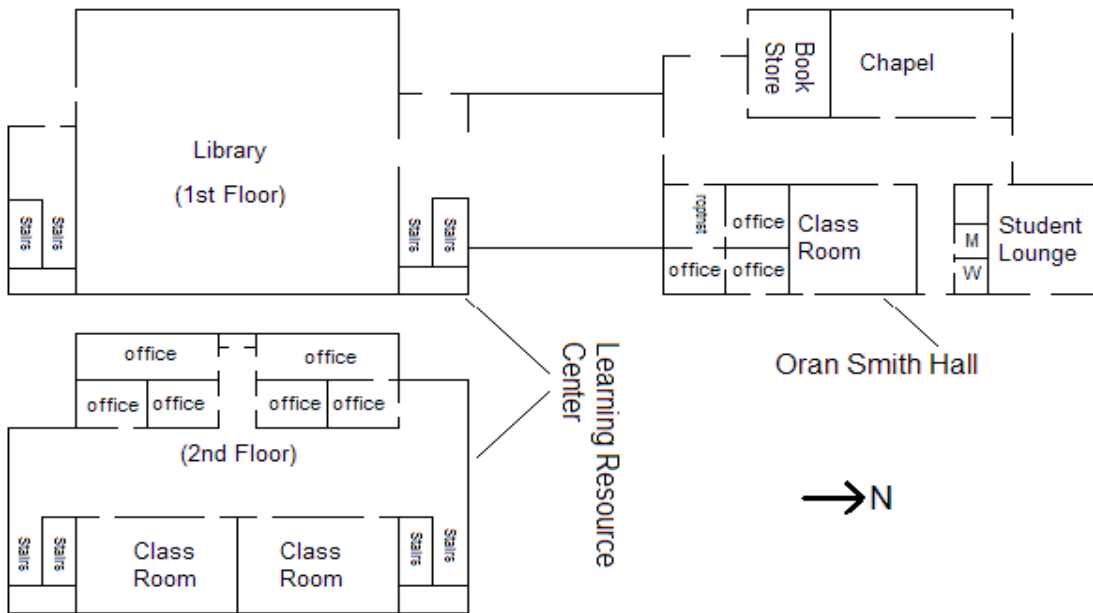 Book
Store
Chapel
Library
(1st Floor)
Stairs
Stairs
Stairs
Stairs
office
Class
Room
M
W
Student
Lounge
office
office
Oran Smith Hall
Learning Resource
Center
office
office
office
office
office
office
(2nd Floor)
Stairs
Stairs
Class
Room
Class
Room
Stairs
Stairs
N